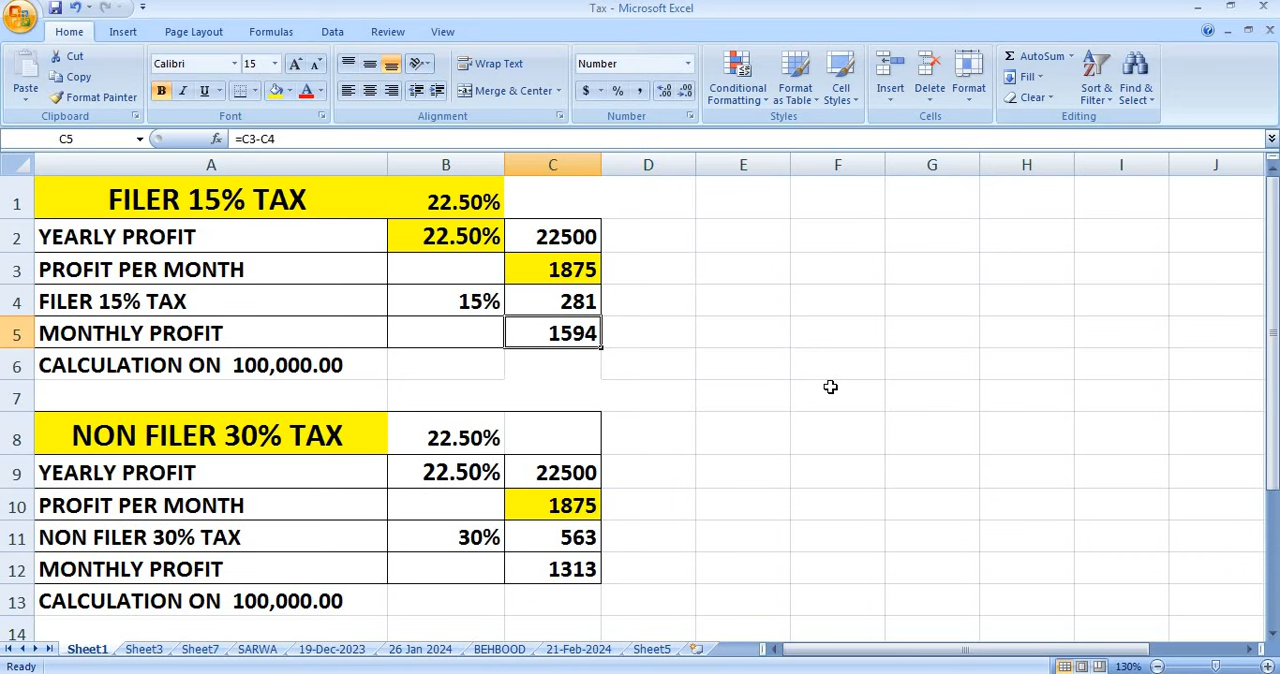 Tax - Microsoft Excel
Home Insert Page Layout Formulas Data Review View
Paste Cut Copy Format Painter Clipboard
Calibri 15 A A B I U A Font
Wrap Text Merge & Center Alignment
Number $ % , Number
Conditional Formatting Format as Table Cell Styles Styles
Insert Delete Format Cells
Σ AutoSum Fill Clear Sort & Filter Find & Select Editing
C5 fx =C3-C4
A B C D E F G H I J
1 FILER 15% TAX 22.50%
2 YEARLY PROFIT 22.50% 22500
3 PROFIT PER MONTH 1875
4 FILER 15% TAX 15% 281
5 MONTHLY PROFIT 1594
6 CALCULATION ON 100,000.00
7
8 NON FILER 30% TAX 22.50%
9 YEARLY PROFIT 22.50% 22500
10 PROFIT PER MONTH 1875
11 NON FILER 30% TAX 30% 563
12 MONTHLY PROFIT 1313
13 CALCULATION ON 100,000.00
14
Sheet1 Sheet3 Sheet7 SARWA 19-Dec-2023 26 Jan 2024 BEHBOOD 21-Feb-2024 Sheet5
Ready 130%